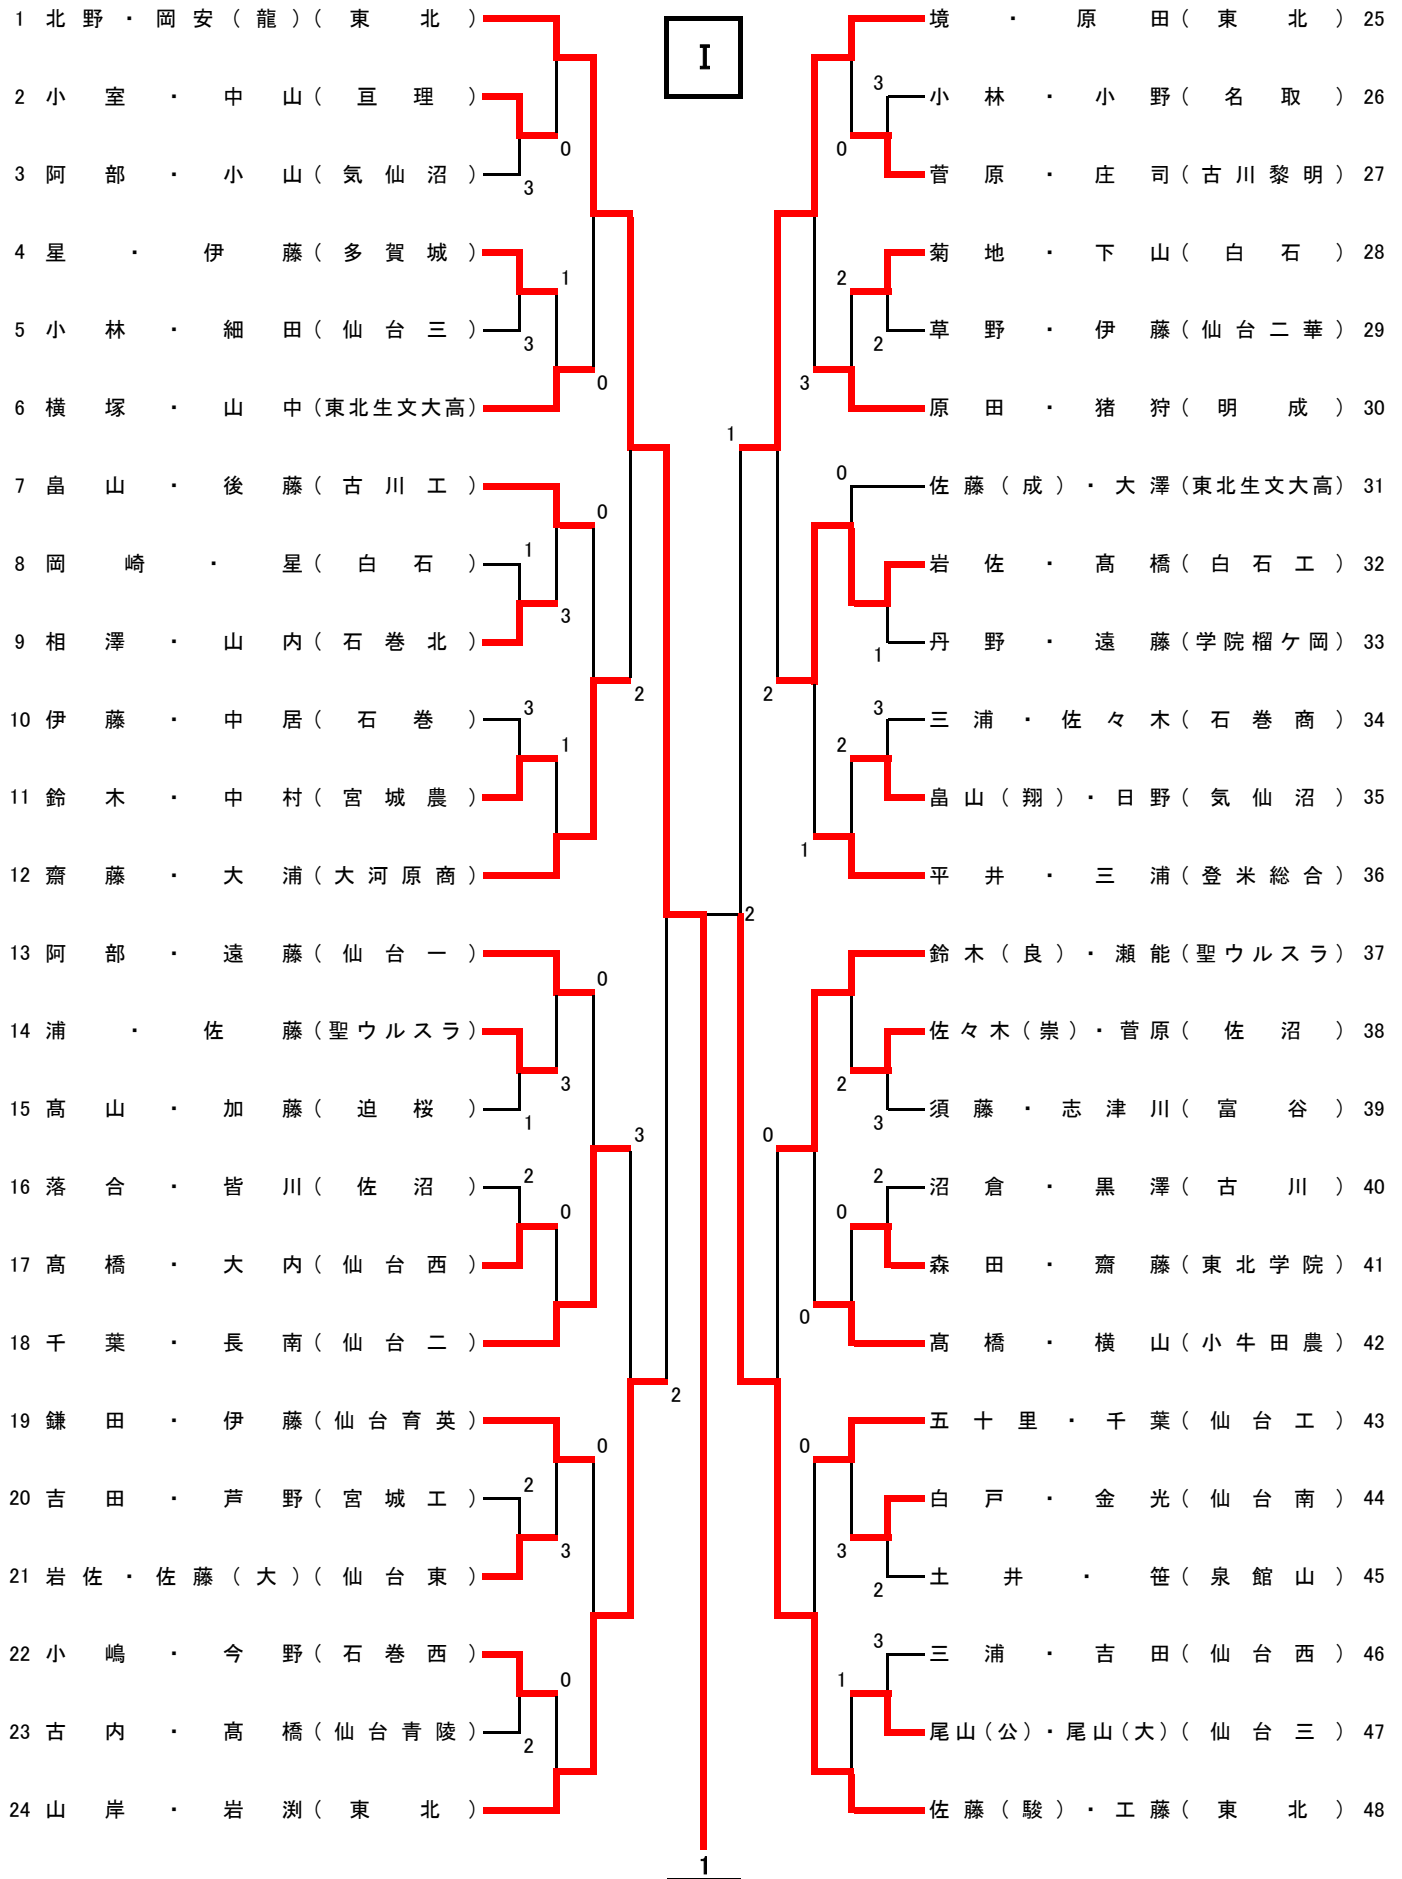 I
1 北野・岡安(龍)(東北)
2 小室・中山(亘理)
0
3 阿部・小山(気仙沼)
3
4 星・伊藤(多賀城)
1
5 小林・細田(仙台三)
3
0
6 横塚・山中(東北生文大高)
7 畠山・後藤(古川工)
0
8 岡崎・星(白石)
1
3
9 相澤・山内(石巻北)
2
10 伊藤・中居(石巻)
3
1
11 鈴木・中村(宮城農)
12 齋藤・大浦(大河原商)
13 阿部・遠藤(仙台一)
0
14 浦・佐藤(聖ウルスラ)
3
15 髙山・加藤(迫桜)
1
3
16 落合・皆川(佐沼)
2
0
17 髙橋・大内(仙台西)
18 千葉・長南(仙台二)
2
19 鎌田・伊藤(仙台育英)
0
20 吉田・芦野(宮城工)
2
3
21 岩佐・佐藤(大)(仙台東)
22 小嶋・今野(石巻西)
0
23 古内・髙橋(仙台青陵)
2
24 山岸・岩渕(東北)
境・原田(東北) 25
3
小林・小野(名取) 26
0
菅原・庄司(古川黎明) 27
菊地・下山(白石) 28
2
草野・伊藤(仙台二華) 29
2
3
原田・猪狩(明成) 30
1
0
佐藤(成)・大澤(東北生文大高) 31
岩佐・髙橋(白石工) 32
丹野・遠藤(学院榴ケ岡) 33
1
2
3
三浦・佐々木(石巻商) 34
2
畠山(翔)・日野(気仙沼) 35
1
平井・三浦(登米総合) 36
2
鈴木(良)・瀬能(聖ウルスラ) 37
佐々木(崇)・菅原(佐沼) 38
2
須藤・志津川(富谷) 39
3
0
2
沼倉・黒澤(古川) 40
0
森田・齋藤(東北学院) 41
0
髙橋・横山(小牛田農) 42
五十里・千葉(仙台工) 43
0
白戸・金光(仙台南) 44
3
土井・笹(泉館山) 45
2
3
三浦・吉田(仙台西) 46
1
尾山(公)・尾山(大)(仙台三) 47
佐藤(駿)・工藤(東北) 48
1